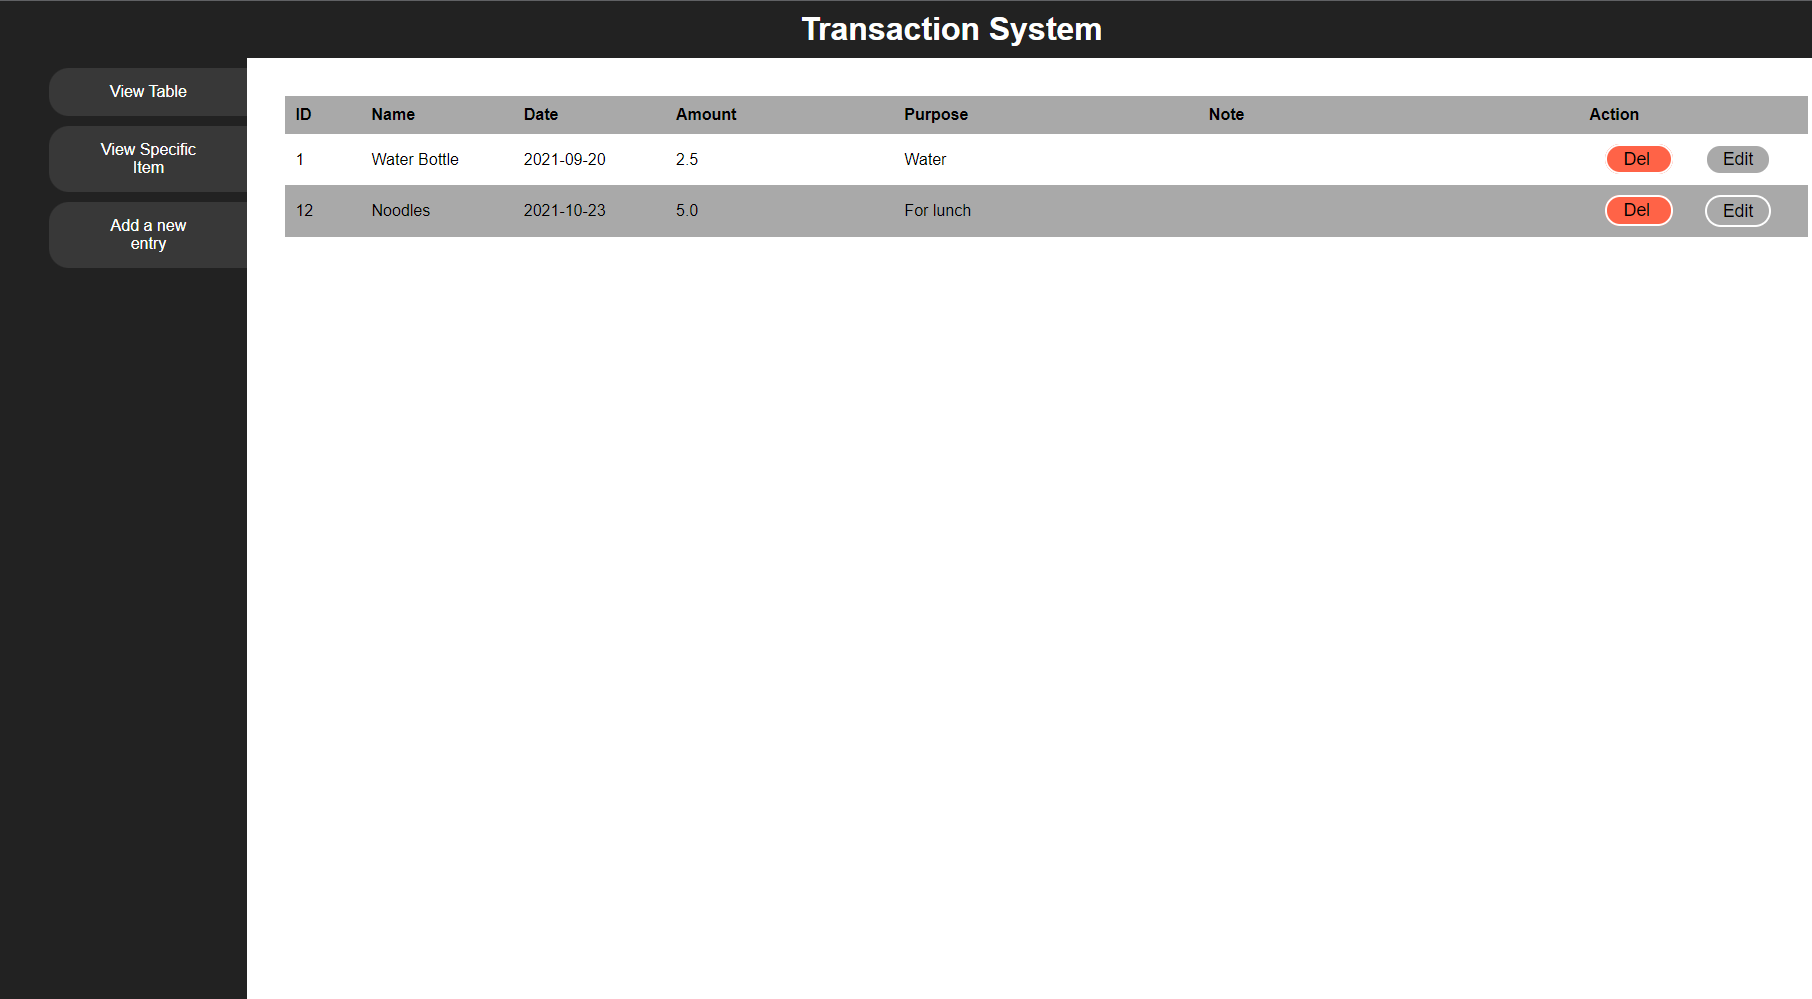 Transaction System
View Table
View Specific
Item
Add a new
entry
ID Name Date Amount Purpose Note Action
1 Water Bottle 2021-09-20 2.5 Water Del Edit
12 Noodles 2021-10-23 5.0 For lunch Del Edit